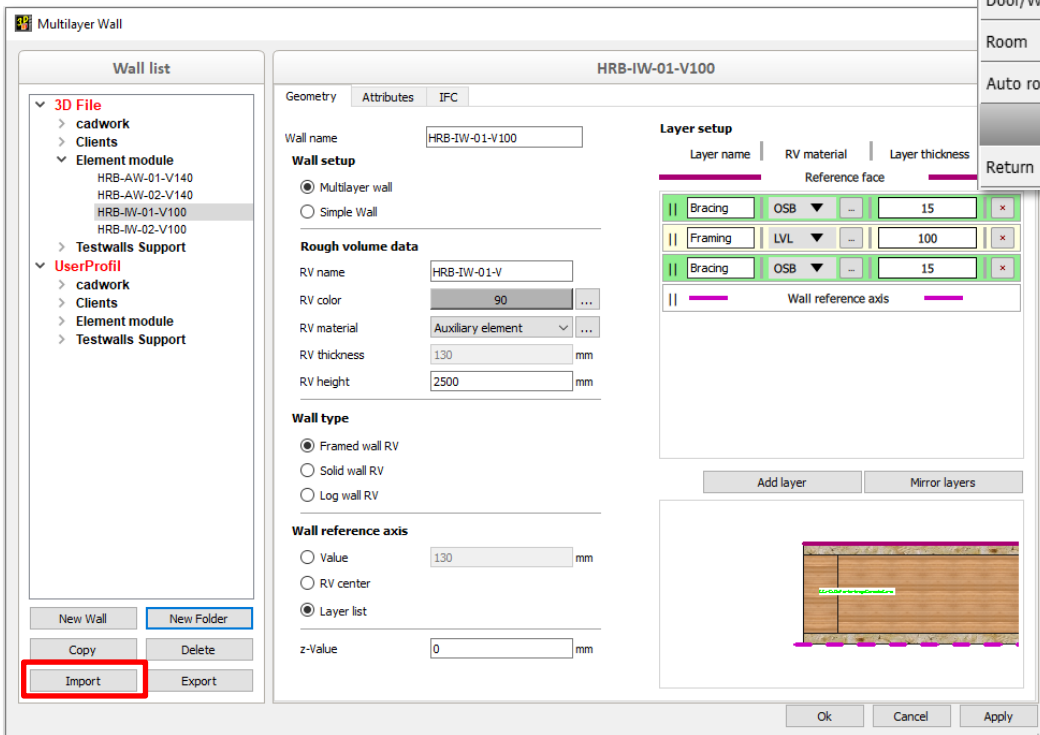 Multilayer Wall
Door/W
Room
Auto ro
Return
Wall list
3D File
cadwork
Clients
Element module
HRB-AW-01-V140
HRB-AW-02-V140
HRB-IW-01-V100
HRB-IW-02-V100
Testwalls Support
UserProfil
cadwork
Clients
Element module
Testwalls Support
New Wall New Folder
Copy Delete
Import Export
HRB-IW-01-V100
Geometry Attributes IFC
Wall name HRB-IW-01-V100
Wall setup
Multilayer wall
Simple Wall
Rough volume data
RV name HRB-IW-01-V
RV color 90 ...
RV material Auxiliary element ...
RV thickness 130 mm
RV height 2500 mm
Wall type
Framed wall RV
Solid wall RV
Log wall RV
Wall reference axis
Value 130 mm
RV center
Layer list
z-Value 0 mm
Layer setup
Layer name RV material Layer thickness
Reference face
Bracing OSB ... 15 ×
Framing LVL ... 100 ×
Bracing OSB ... 15 ×
Wall reference axis
Add layer Mirror layers
Ok Cancel Apply